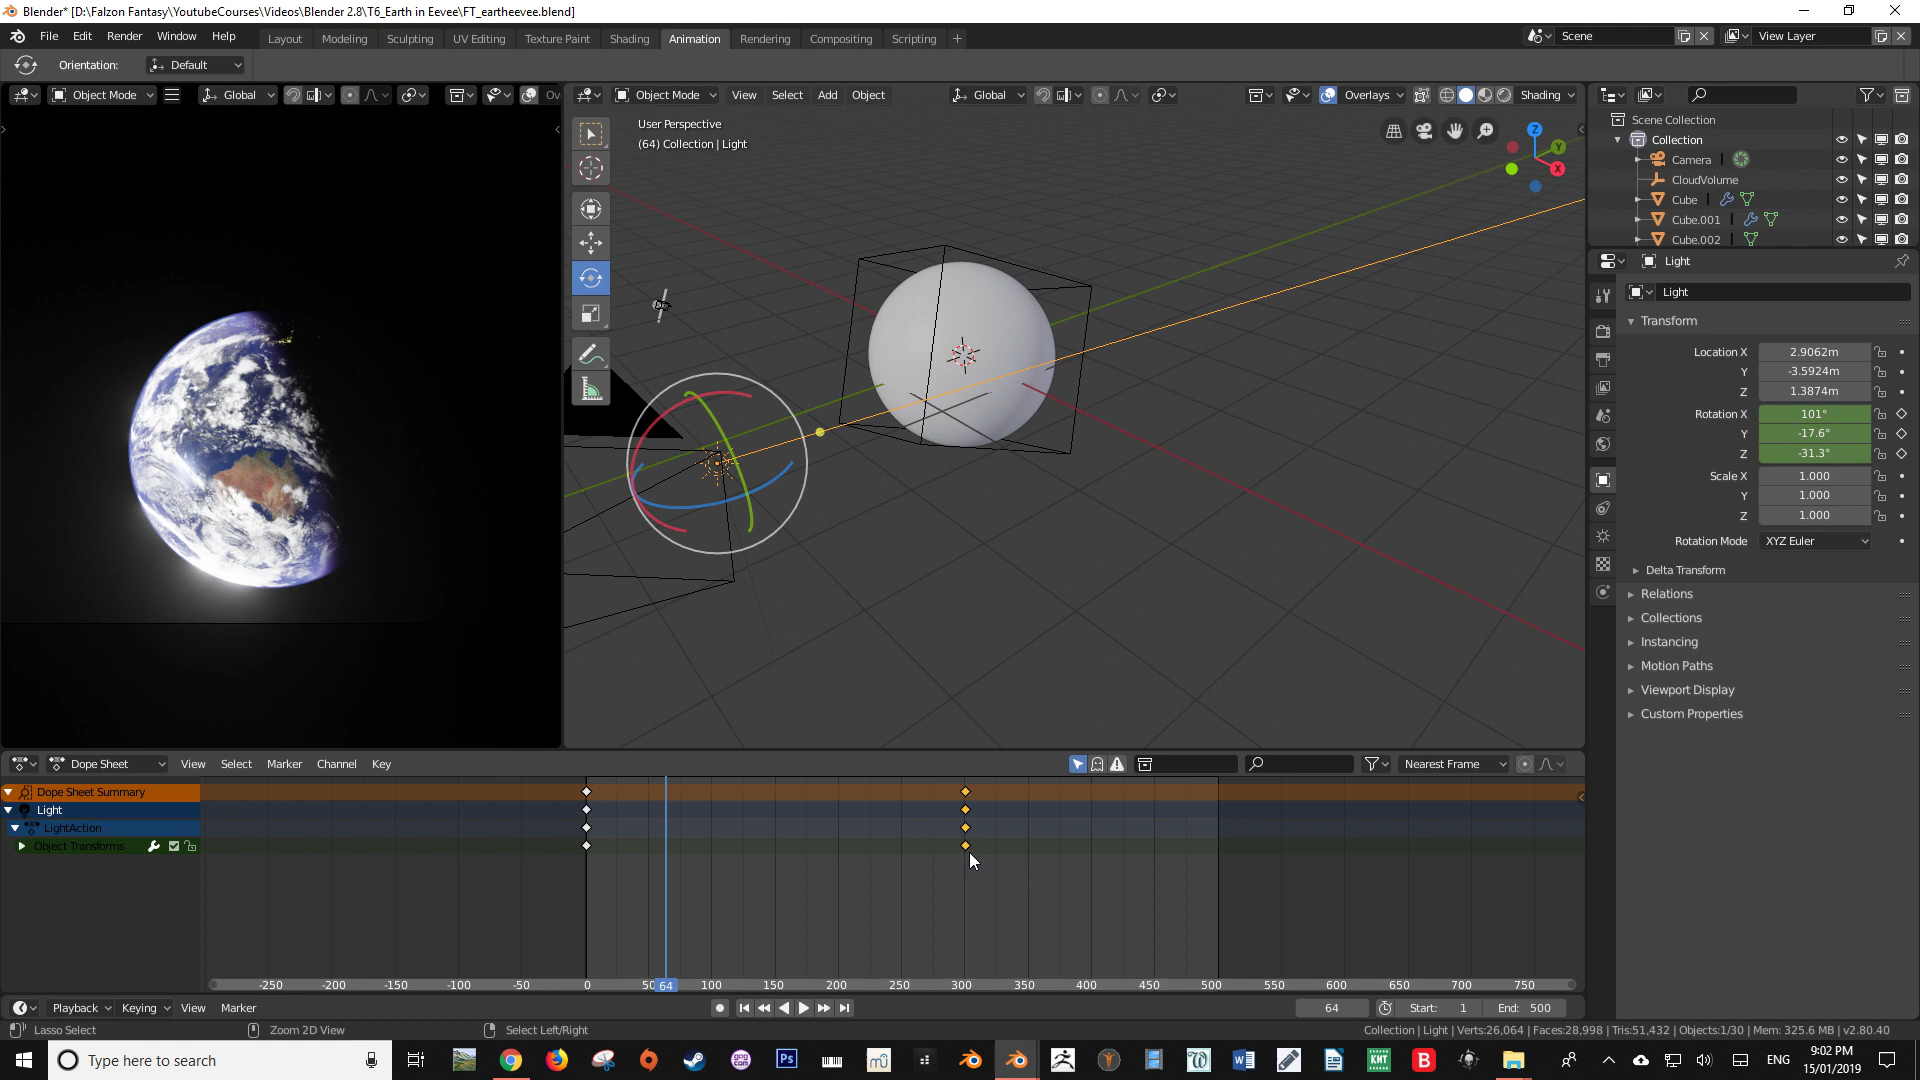 Blender* [D:\Falzon Fantasy\YoutubeCourses\Videos\Blender 2.8\T6_Earth in Eevee\FT_eartheevee.blend]
File Edit Render Window Help Layout Modeling Sculpting UV Editing Texture Paint Shading Animation Rendering Compositing Scripting + Scene View Layer
Orientation: Default
Object Mode Global Ov Object Mode View Select Add Object Global Overlays Shading
User Perspective
(64) Collection | Light
Z
Y
X
Scene Collection
Collection
Camera
CloudVolume
Cube
Cube.001
Cube.002
Light
Light
Transform
Location X 2.9062m
Y -3.5924m
Z 1.3874m
Rotation X 101°
Y -17.6°
Z -31.3°
Scale X 1.000
Y 1.000
Z 1.000
Rotation Mode XYZ Euler
Delta Transform
Relations
Collections
Instancing
Motion Paths
Viewport Display
Custom Properties
Dope Sheet View Select Marker Channel Key Nearest Frame
Dope Sheet Summary
Light
LightAction
Object Transforms
-250 -200 -150 -100 -50 0 50 64 100 150 200 250 300 350 400 450 500 550 600 650 700 750
Playback Keying View Marker 64 Start: 1 End: 500
Lasso Select Zoom 2D View Select Left/Right Collection | Light | Verts:26,064 | Faces:28,998 | Tris:51,432 | Objects:1/30 | Mem: 325.6 MB | v2.80.40
Type here to search Ps mi W W КНТ B ENG 9:02 PM
15/01/2019